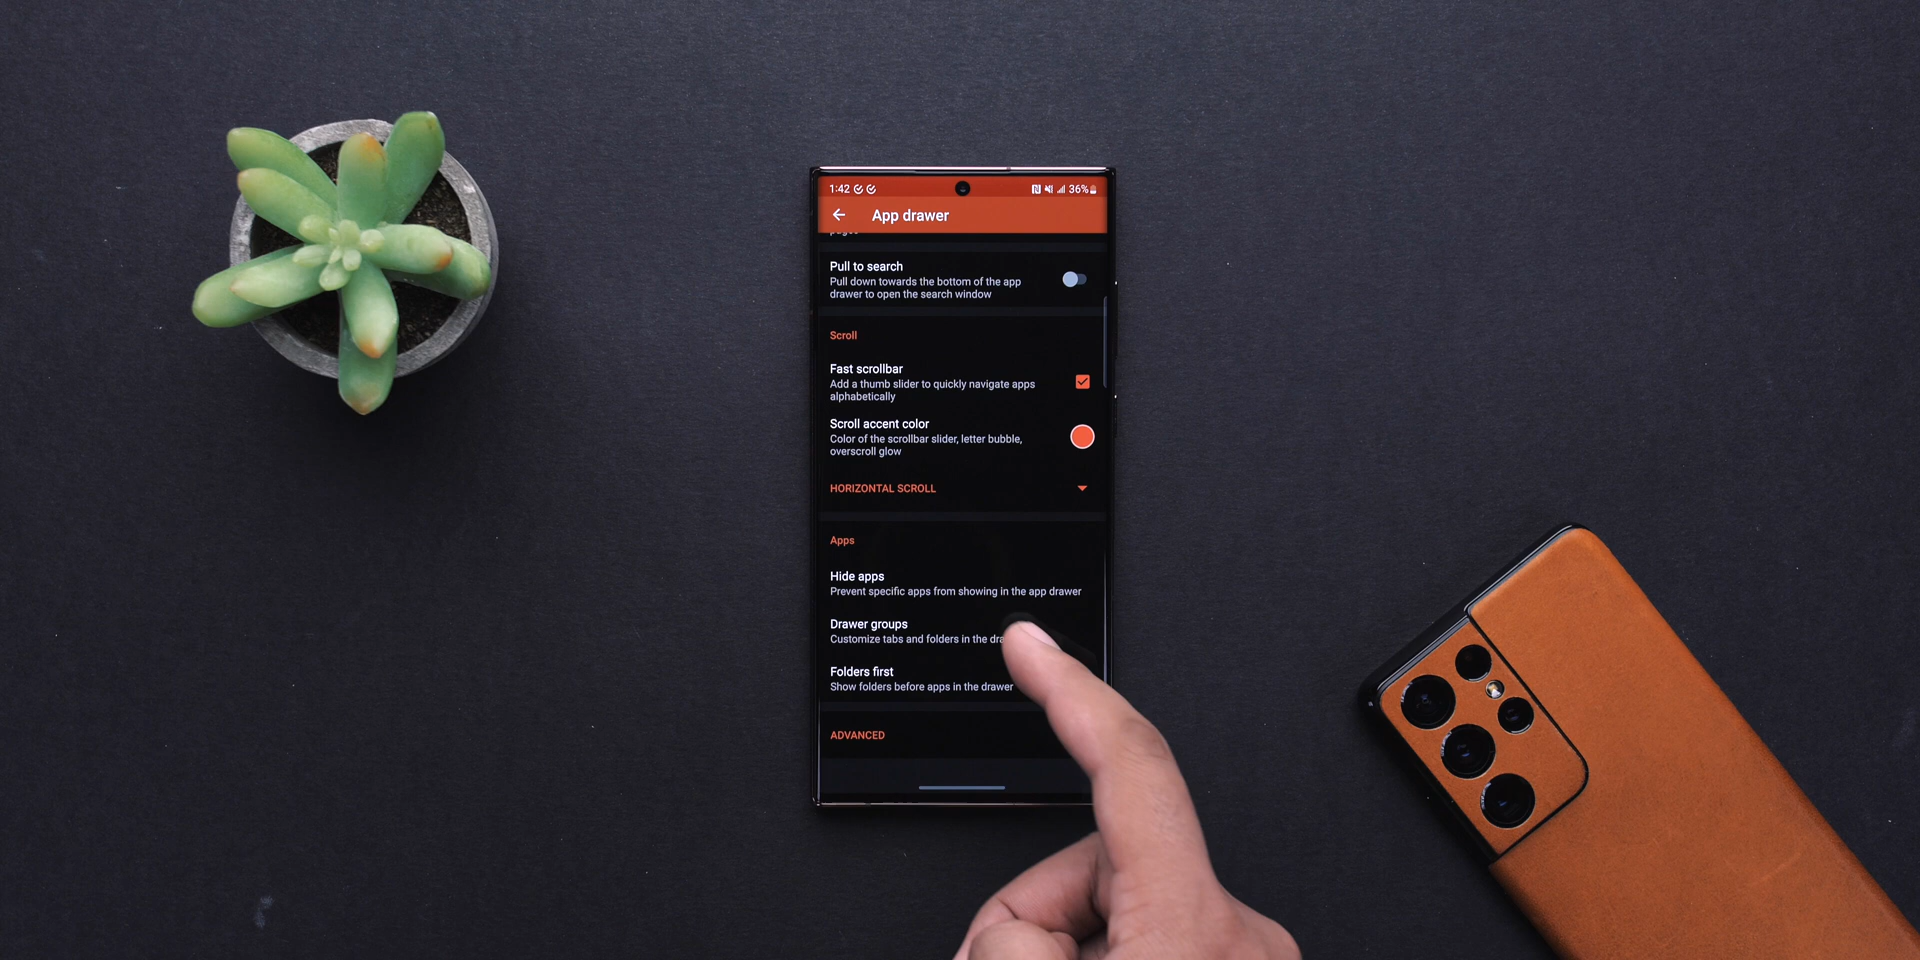 1:42 36%
App drawer
pages
Pull to search
Pull down towards the bottom of the app
drawer to open the search window
Scroll
Fast scrollbar
Add a thumb slider to quickly navigate apps
alphabetically
Scroll accent color
Color of the scrollbar slider, letter bubble,
overscroll glow
HORIZONTAL SCROLL
Apps
Hide apps
Prevent specific apps from showing in the app drawer
Drawer groups
Customize tabs and folders in the
Folders first
Show folders before apps in the drawer
ADVANCED